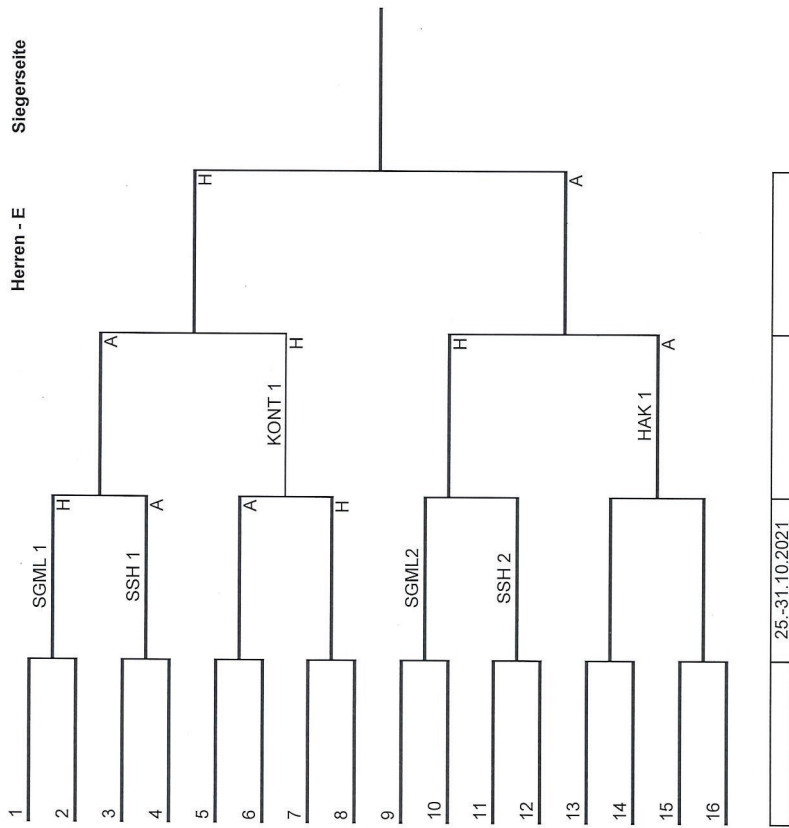 Herren - E Siegerseite
1
2
3
4
5
6
7
8
9
10
11
12
13
14
15
16
SGML 1
H
SSH 1
A
A
H
SGML2
SSH 2
A
KONT 1
H
H
HAK 1
A
H
A
25.-31.10.2021